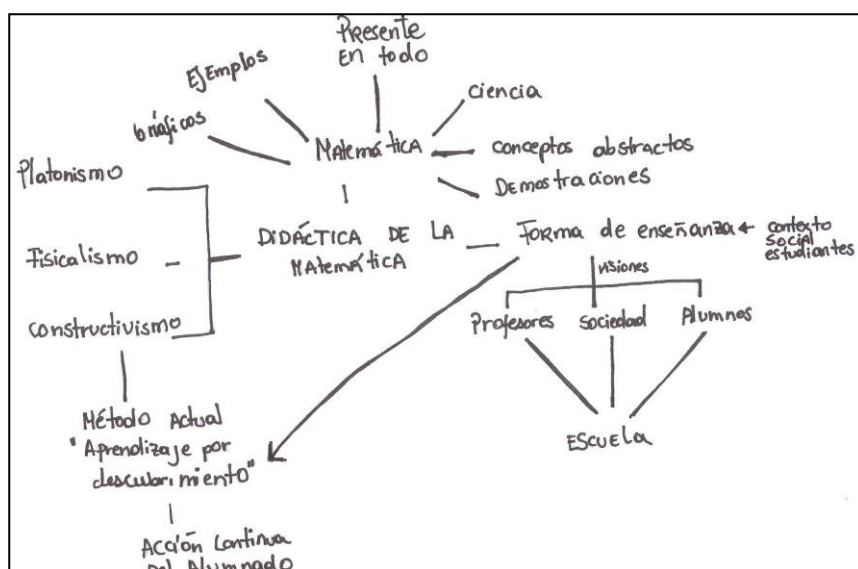 Presente
En todo
Ejemplos
Gráficos
Ciencia
Matemática
Conceptos abstractos
Demostraciones
Platonismo
Fisicalismo
Constructivismo
Didáctica de la
Matemática
Forma de enseñanza
contexto
social
estudiantes
visiones
Profesores
Sociedad
Alumnos
ESCUELA
Método Actual
"Aprendizaje por
descubrimiento"
Acción Continua
Del Alumnado